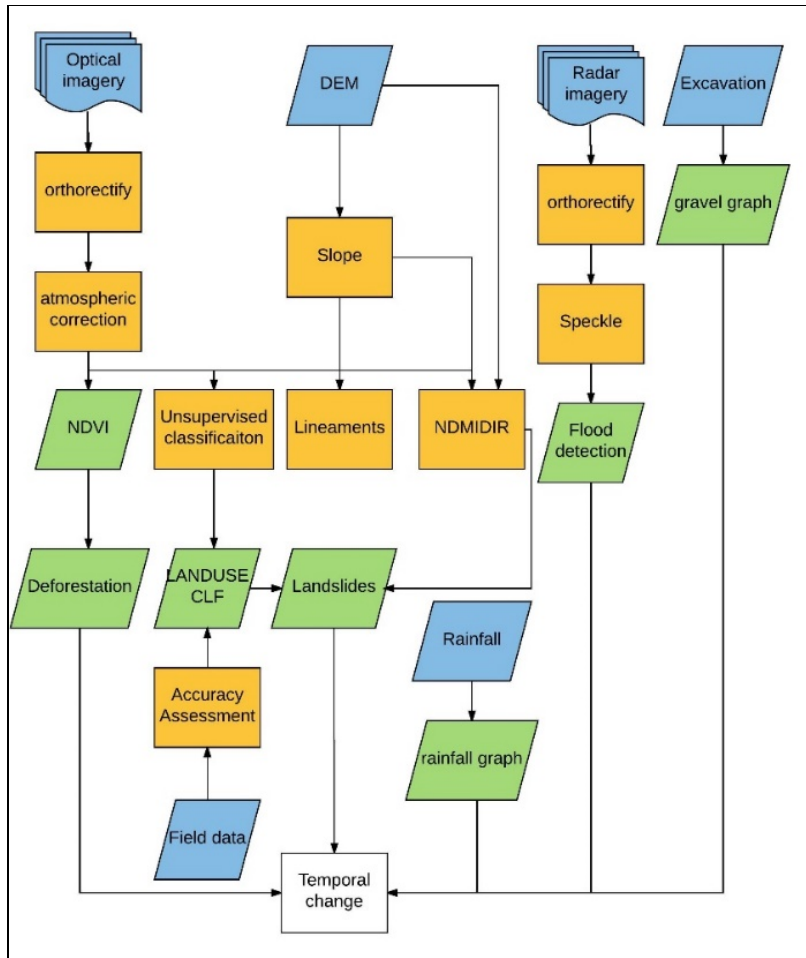 Optical
imagery
DEM
Radar
imagery
Excavation
orthorectify
orthorectify
gravel graph
Slope
atmospheric
correction
Speckle
NDVI
Unsupervised
classificaiton
Lineaments
NDMIDIR
Flood
detection
Deforestation
LANDUSE
CLF
Landslides
Rainfall
Accuracy
Assessment
rainfall graph
Field data
Temporal
change